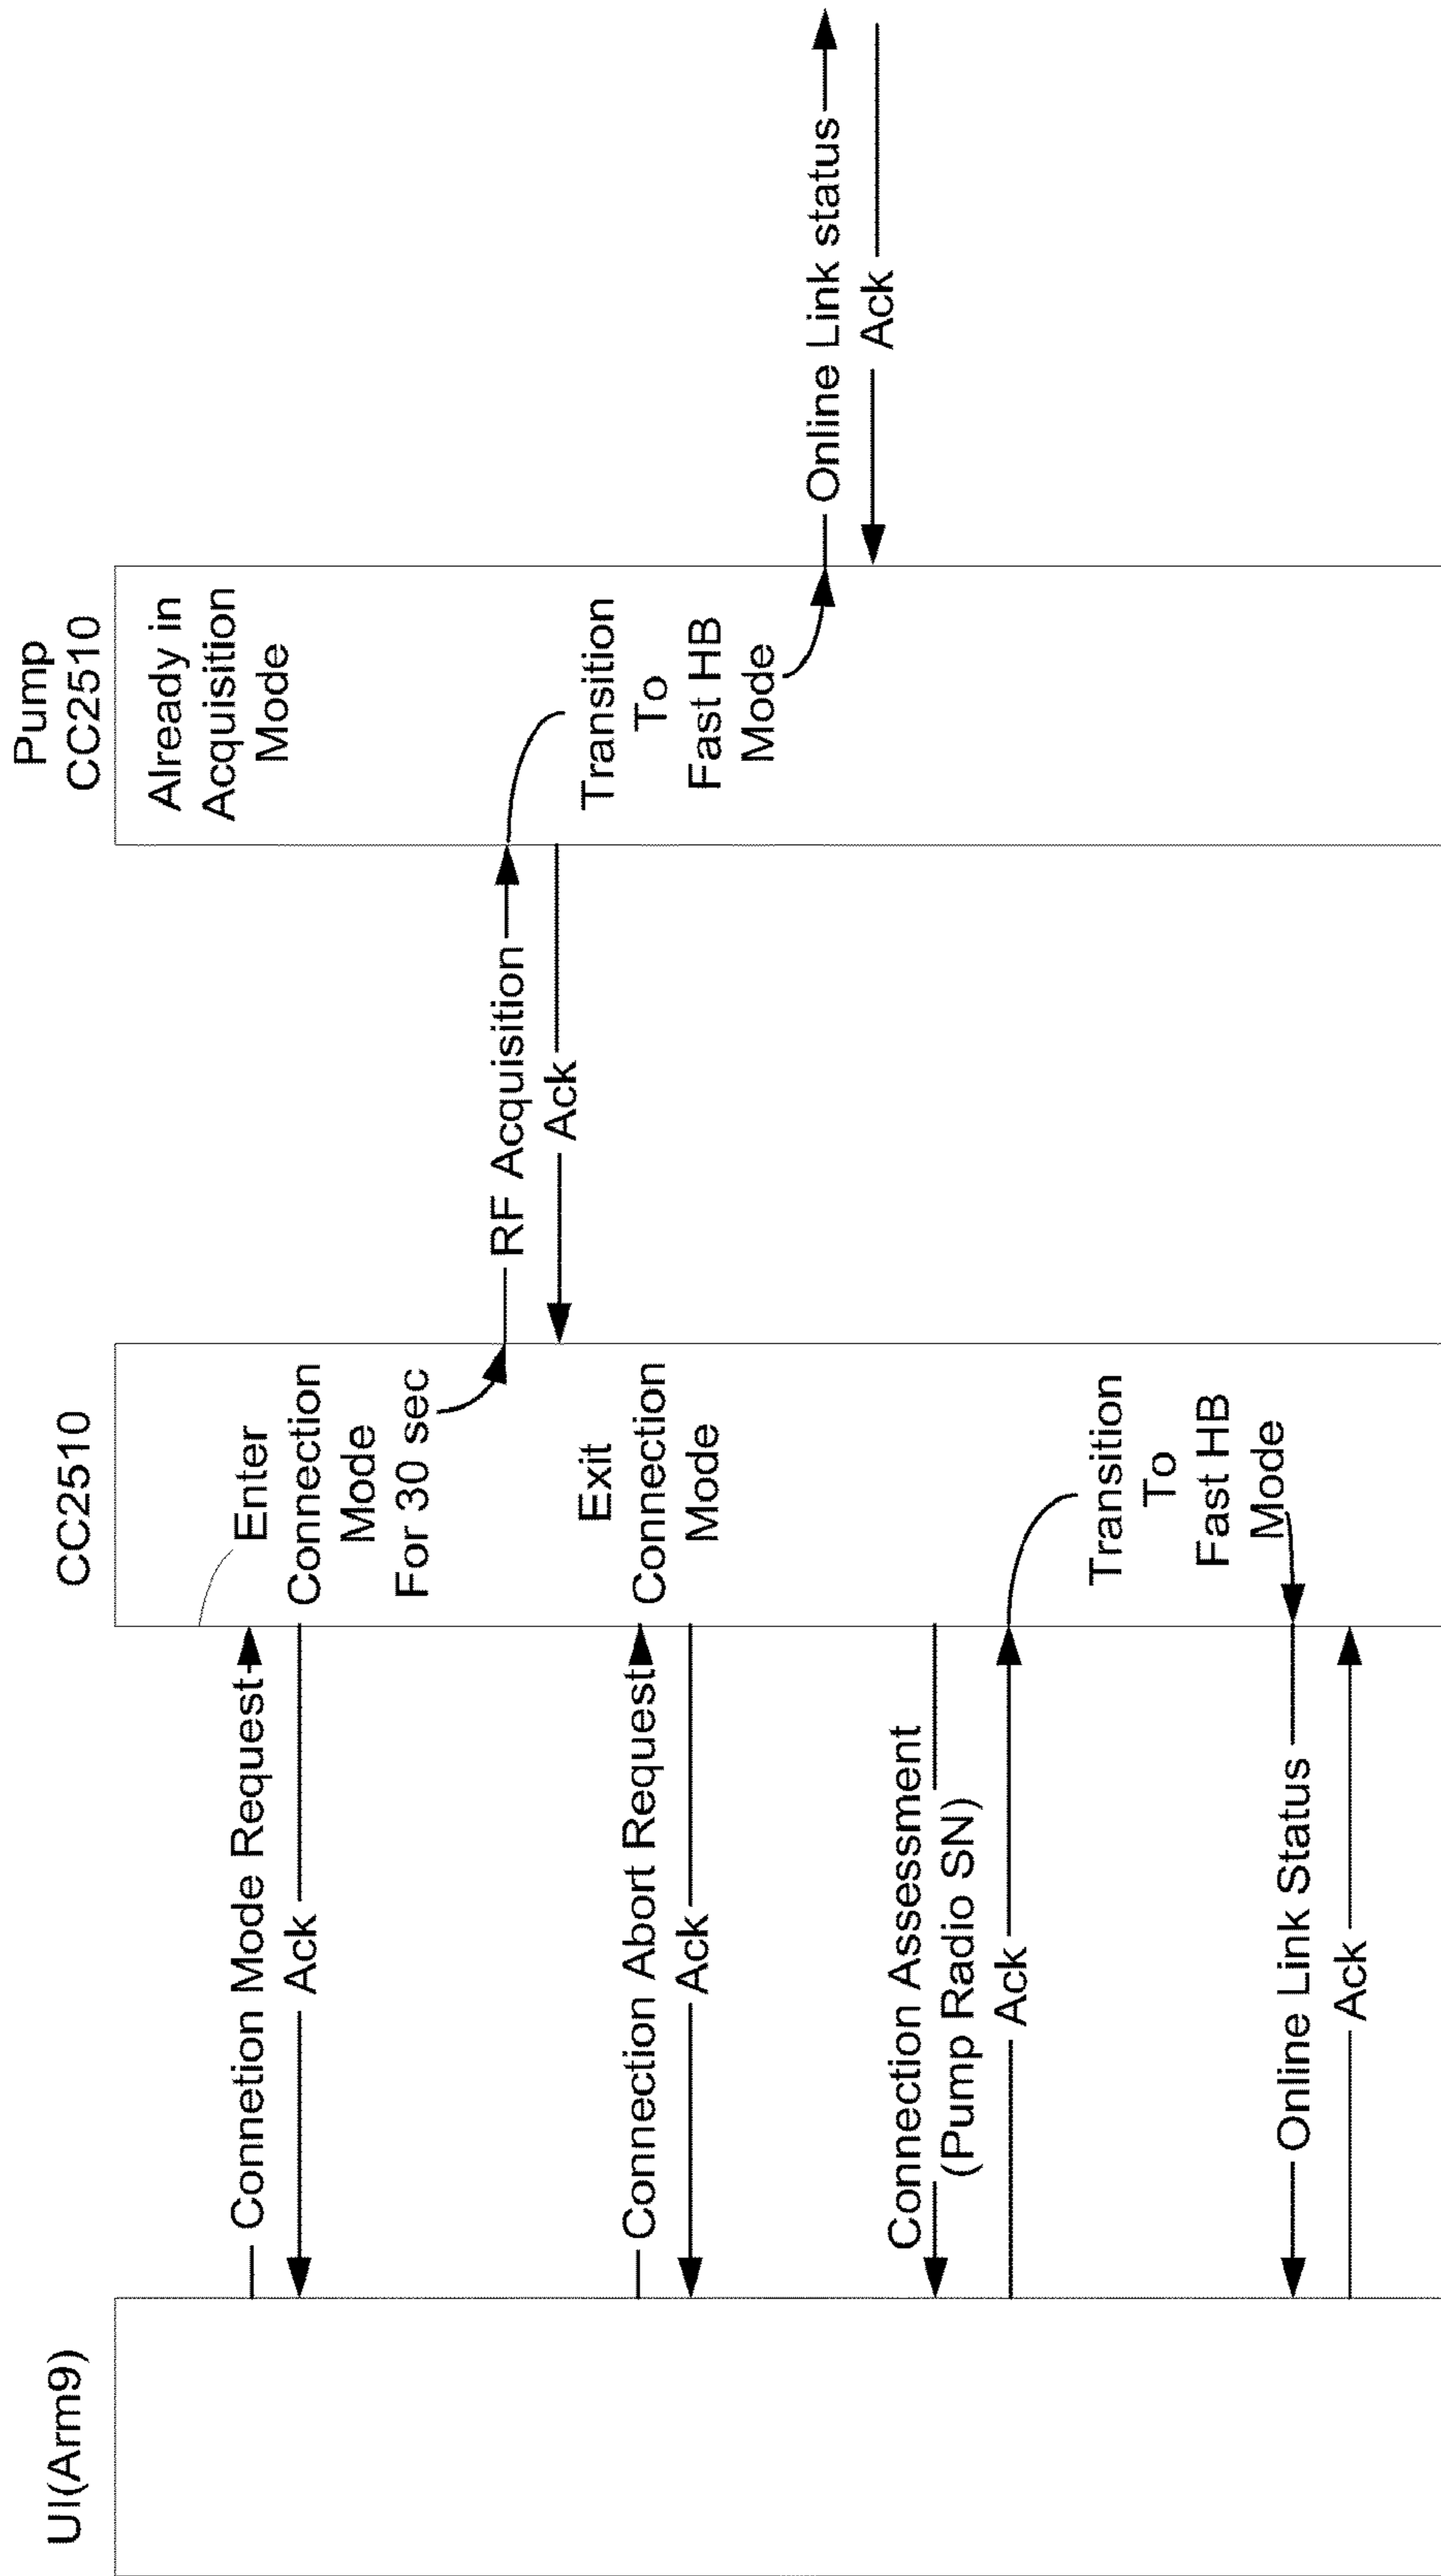 UI(Arm9)
CC2510
Pump
CC2510
Connetion Mode Request
Ack
Enter
Connection
Mode
For 30 sec
Already in
Acquisition
Mode
RF Acquisition
Ack
Connection Abort Request
Ack
Exit
Connection
Mode
Transition
To
Fast HB
Mode
Online Link status
Ack
Connection Assessment
(Pump Radio SN)
Ack
Transition
To
Fast HB
Mode
Online Link Status
Ack